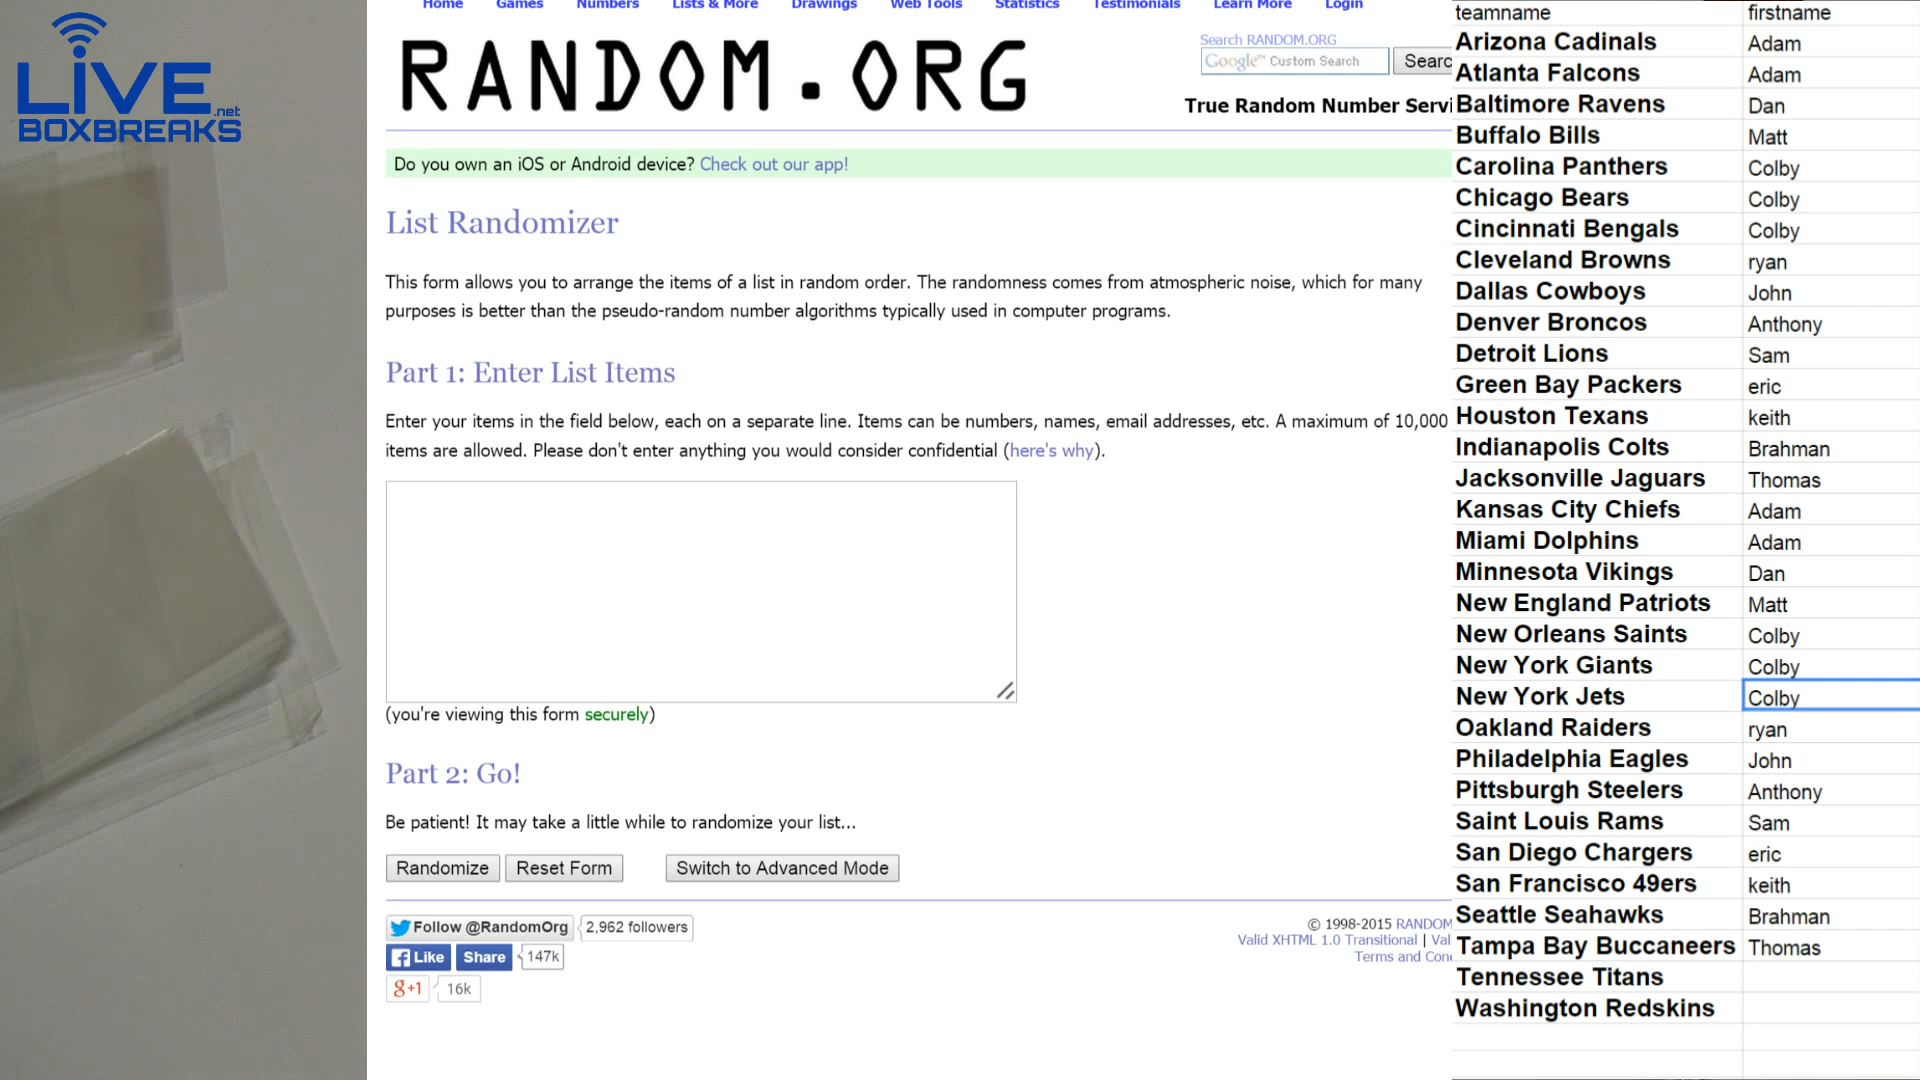 LIVE.net
BOXBREAKS
Home Games Numbers Lists & More Drawings Web Tools Statistics Testimonials Learn More Login
RANDOM.ORG
Search RANDOM.ORG
Google™ Custom Search
Searc
True Random Number Servi
Do you own an iOS or Android device? Check out our app!
List Randomizer
This form allows you to arrange the items of a list in random order. The randomness comes from atmospheric noise, which for many
purposes is better than the pseudo-random number algorithms typically used in computer programs.
Part 1: Enter List Items
Enter your items in the field below, each on a separate line. Items can be numbers, names, email addresses, etc. A maximum of 10,000
items are allowed. Please don't enter anything you would consider confidential (here's why).
(you're viewing this form securely)
Part 2: Go!
Be patient! It may take a little while to randomize your list...
Randomize Reset Form Switch to Advanced Mode
Follow @RandomOrg 2,962 followers
Like Share 147k
g+1 16k
© 1998-2015 RANDOM
Valid XHTML 1.0 Transitional | Val
Terms and Con
teamname firstname
Arizona Cadinals Adam
Atlanta Falcons Adam
Baltimore Ravens Dan
Buffalo Bills Matt
Carolina Panthers Colby
Chicago Bears Colby
Cincinnati Bengals Colby
Cleveland Browns ryan
Dallas Cowboys John
Denver Broncos Anthony
Detroit Lions Sam
Green Bay Packers eric
Houston Texans keith
Indianapolis Colts Brahman
Jacksonville Jaguars Thomas
Kansas City Chiefs Adam
Miami Dolphins Adam
Minnesota Vikings Dan
New England Patriots Matt
New Orleans Saints Colby
New York Giants Colby
New York Jets Colby
Oakland Raiders ryan
Philadelphia Eagles John
Pittsburgh Steelers Anthony
Saint Louis Rams Sam
San Diego Chargers eric
San Francisco 49ers keith
Seattle Seahawks Brahman
Tampa Bay Buccaneers Thomas
Tennessee Titans
Washington Redskins